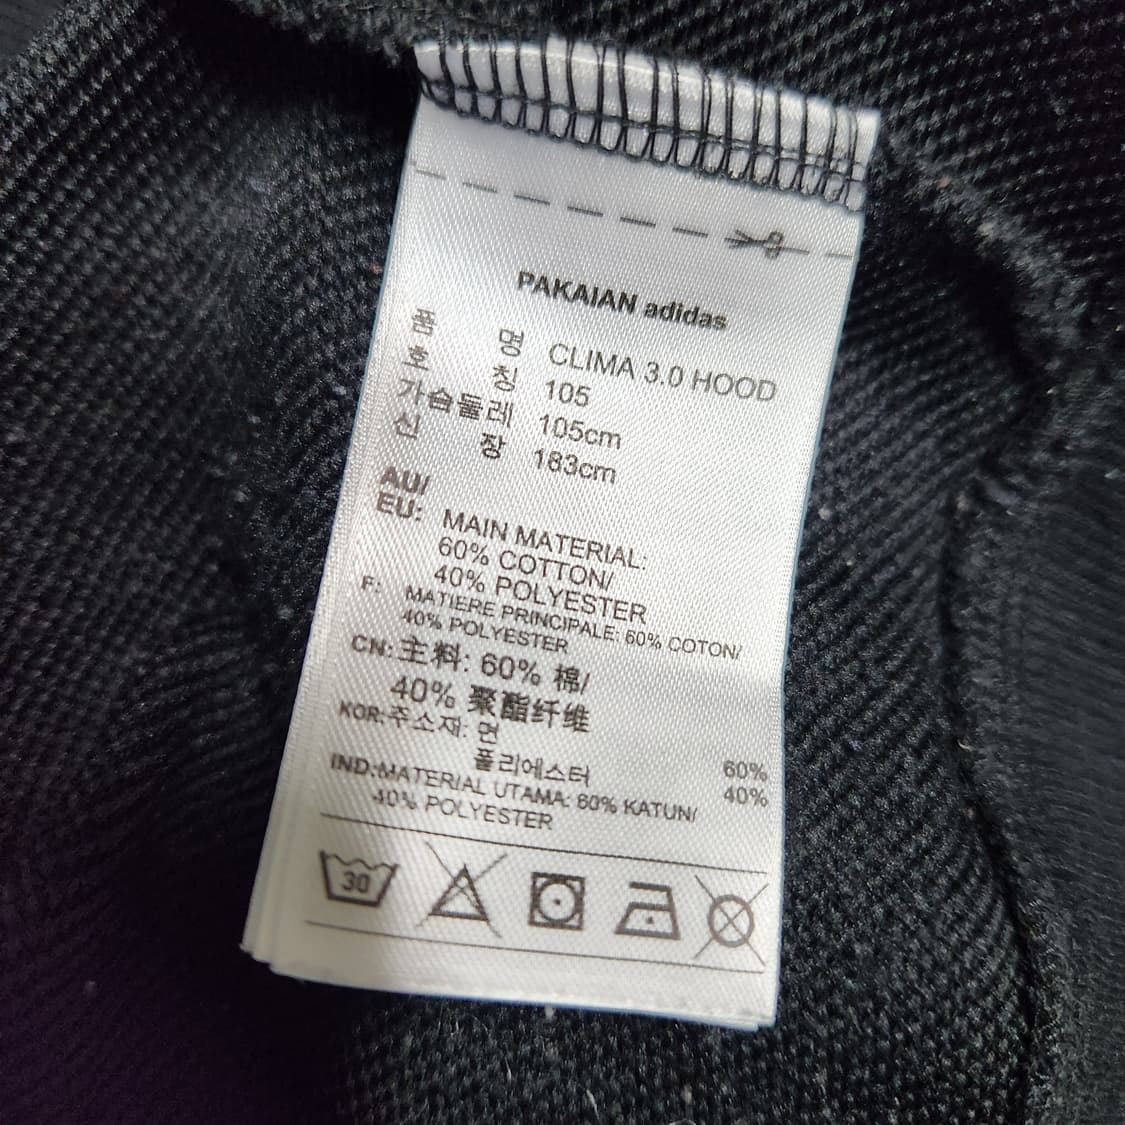 PAKAIAN adidas
품 명 CLIMA 3.0 HOOD
호 칭 105
가슴둘레 105cm
신 장 183cm
AU/
EU: MAIN MATERIAL:
60% COTTON/
40% POLYESTER
F: MATIERE PRINCIPALE: 60% COTON/
40% POLYESTER
CN: 主料: 60% 棉/
40% 聚酯纤维
KOR: 주소재: 면 60%
폴리에스터 40%
IND: MATERIAL UTAMA: 60% KATUN/
40% POLYESTER
30